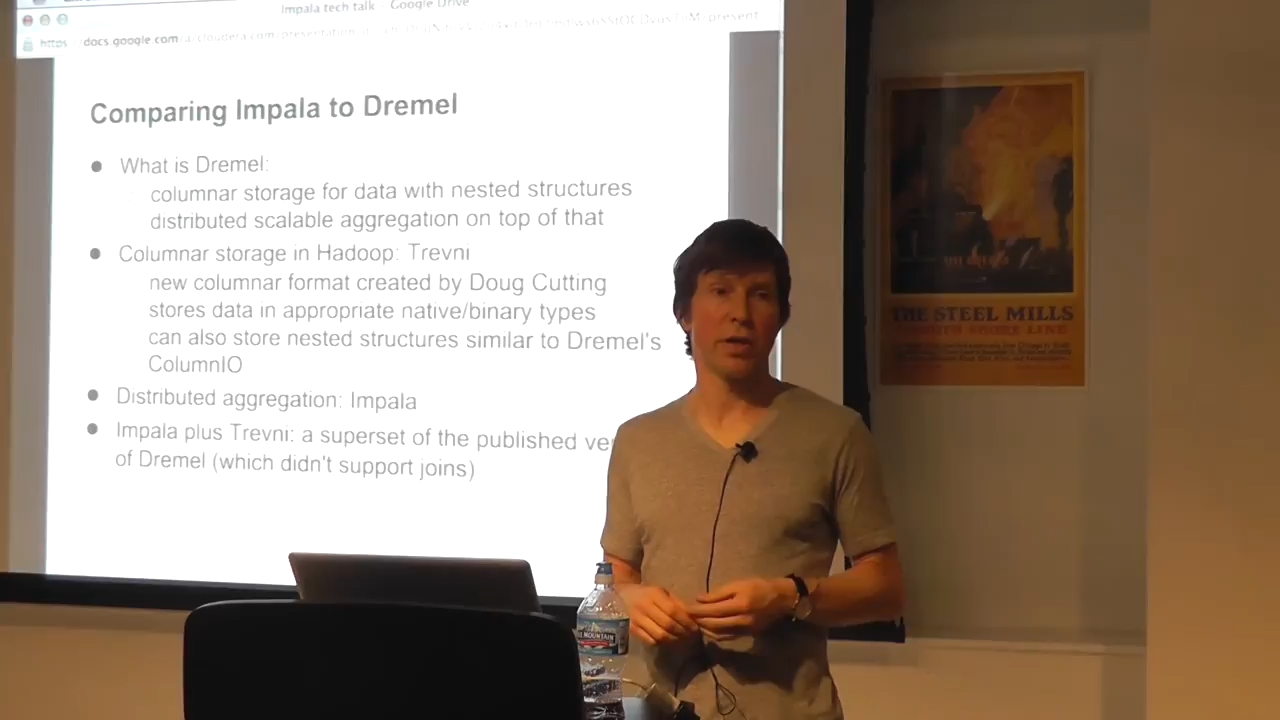 Impala tech talk - Google Drive
https docs.google.com
Comparing Impala to Dremel
What is Dremel:
columnar storage for data with nested structures
distributed scalable aggregation on top of that
Columnar storage in Hadoop: Trevni
new columnar format created by Doug Cutting
stores data in appropriate native/binary types
can also store nested structures similar to Dremel's
ColumnIO
Distributed aggregation: Impala
Impala plus Trevni: a superset of the published
of Dremel (which didn't support joins)
THE STEEL MILLS
SOUTH SHORE LINE
MOUNTAIN